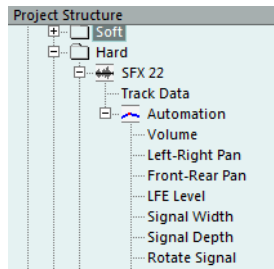 Project Structure
Soft
Hard
SFX 22
Track Data
Automation
Volume
Left-Right Pan
Front-Rear Pan
LFE Level
Signal Width
Signal Depth
Rotate Signal